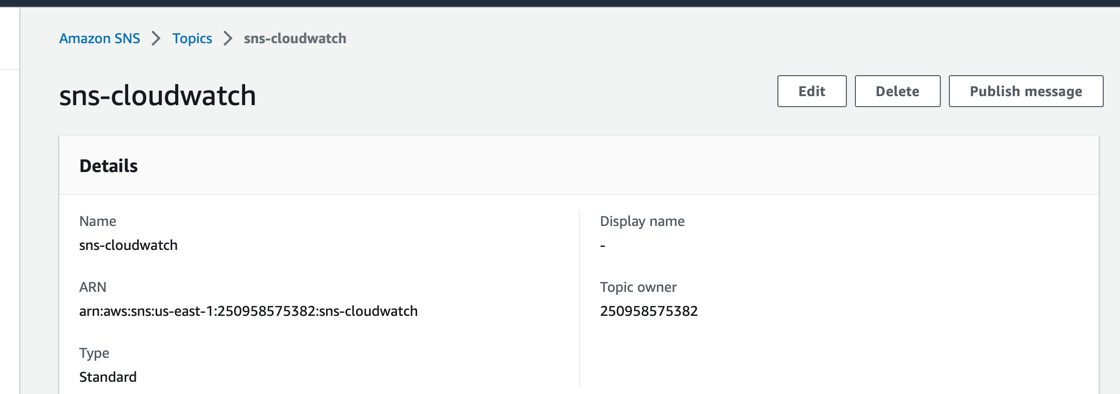 Amazon SNS > Topics > sns-cloudwatch
sns-cloudwatch
Edit
Delete
Publish message
Details
Name
sns-cloudwatch
ARN
arn:aws:sns:us-east-1:250958575382:sns-cloudwatch
Type
Standard
Display name
-
Topic owner
250958575382